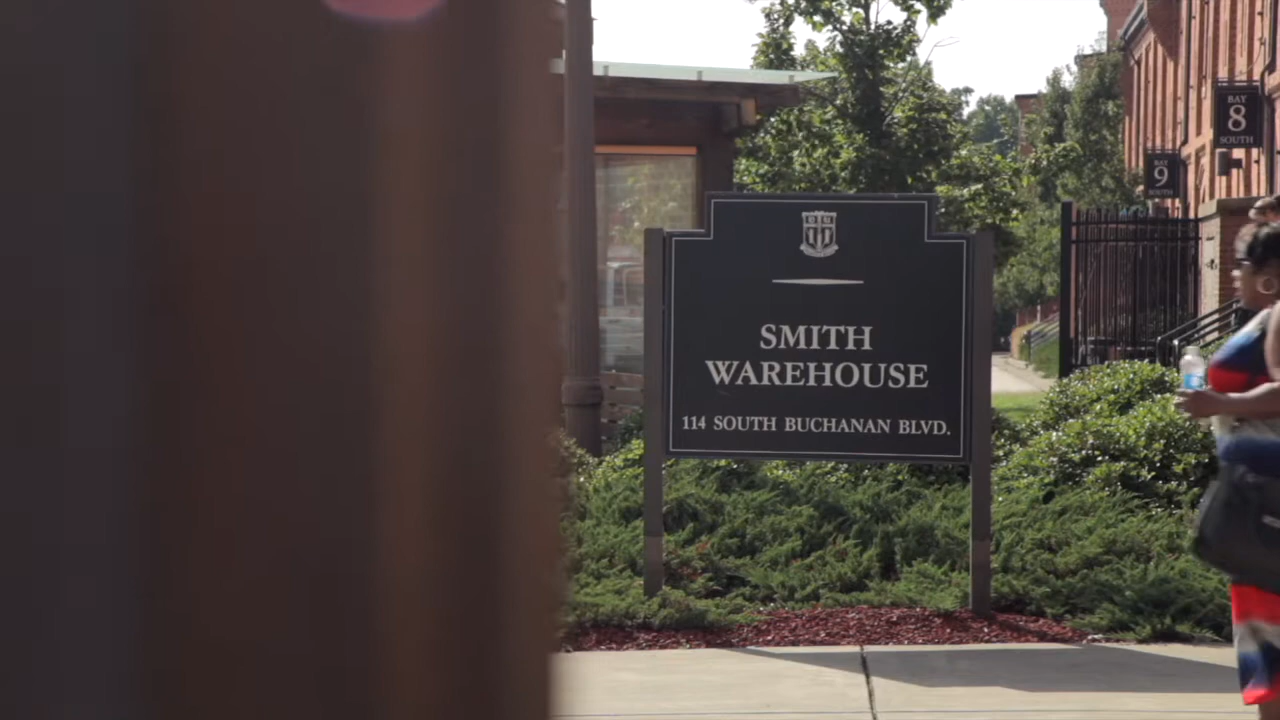 BAY
8
SOUTH
BAY
9
SOUTH
SMITH
WAREHOUSE
114 SOUTH BUCHANAN BLVD.